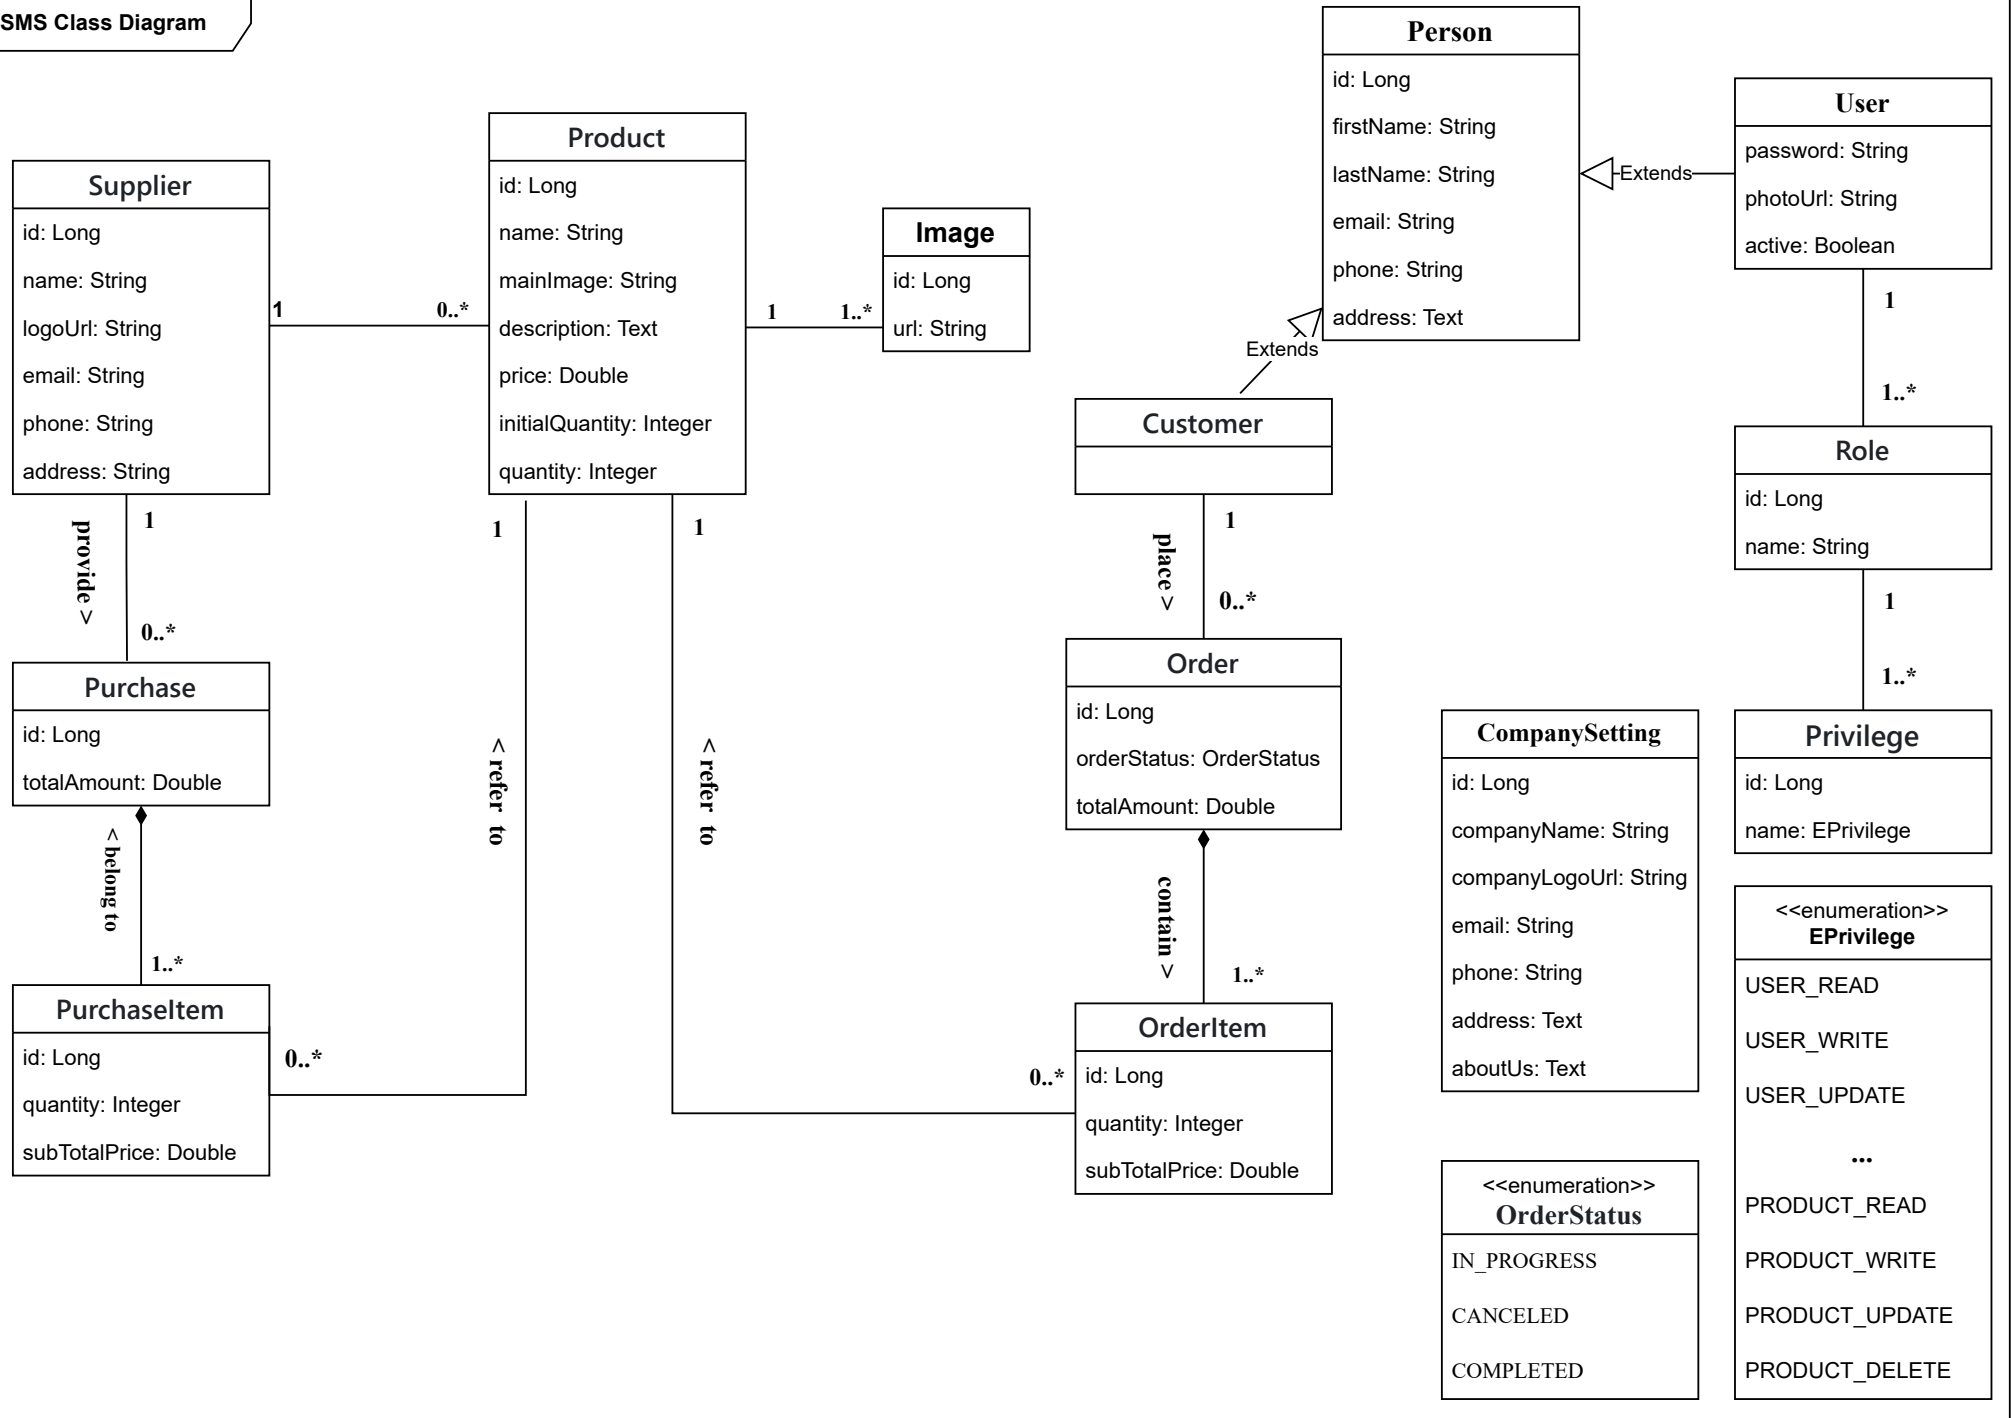 SMS Class Diagram
Supplier
id: Long
name: String
logoUrl: String
email: String
phone: String
address: String
1
0..*
Product
id: Long
name: String
mainImage: String
description: Text
price: Double
initialQuantity: Integer
quantity: Integer
1
1..*
Image
id: Long
url: String
Person
id: Long
firstName: String
lastName: String
email: String
phone: String
address: Text
Extends
User
password: String
photoUrl: String
active: Boolean
Extends
Customer
1
1..*
Role
id: Long
name: String
1
provide >
0..*
1
< refer to
1
< refer to
1
place >
0..*
1
1..*
Purchase
id: Long
totalAmount: Double
< belong to
1..*
PurchaseItem
id: Long
quantity: Integer
subTotalPrice: Double
0..*
Order
id: Long
orderStatus: OrderStatus
totalAmount: Double
contain >
1..*
OrderItem
id: Long
quantity: Integer
subTotalPrice: Double
0..*
CompanySetting
id: Long
companyName: String
companyLogoUrl: String
email: String
phone: String
address: Text
aboutUs: Text
Privilege
id: Long
name: EPrivilege
<<enumeration>>
OrderStatus
IN_PROGRESS
CANCELED
COMPLETED
<<enumeration>>
EPrivilege
USER_READ
USER_WRITE
USER_UPDATE
...
PRODUCT_READ
PRODUCT_WRITE
PRODUCT_UPDATE
PRODUCT_DELETE